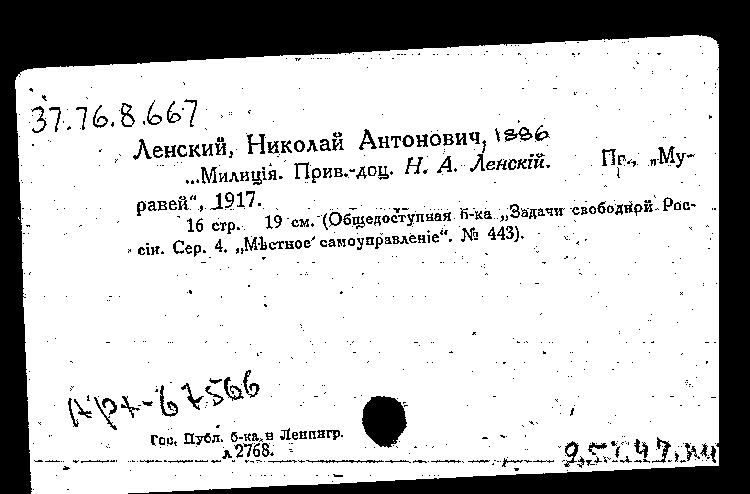 37.76.8.667
Ленский, Николай Антонович, 1886
...Милиція. Прив.-доц. Н. А. Ленскій. Пг., „Му-
равей“, 1917.
16 стр. 19 см. (Общедоступная б-ка „Задачи свободной Рос-
сіи. Сер. 4. „Мѣстное самоуправленіе“. № 443).
Арх-67566
Гос. Публ. б-ка в Ленингр.
л 2768.